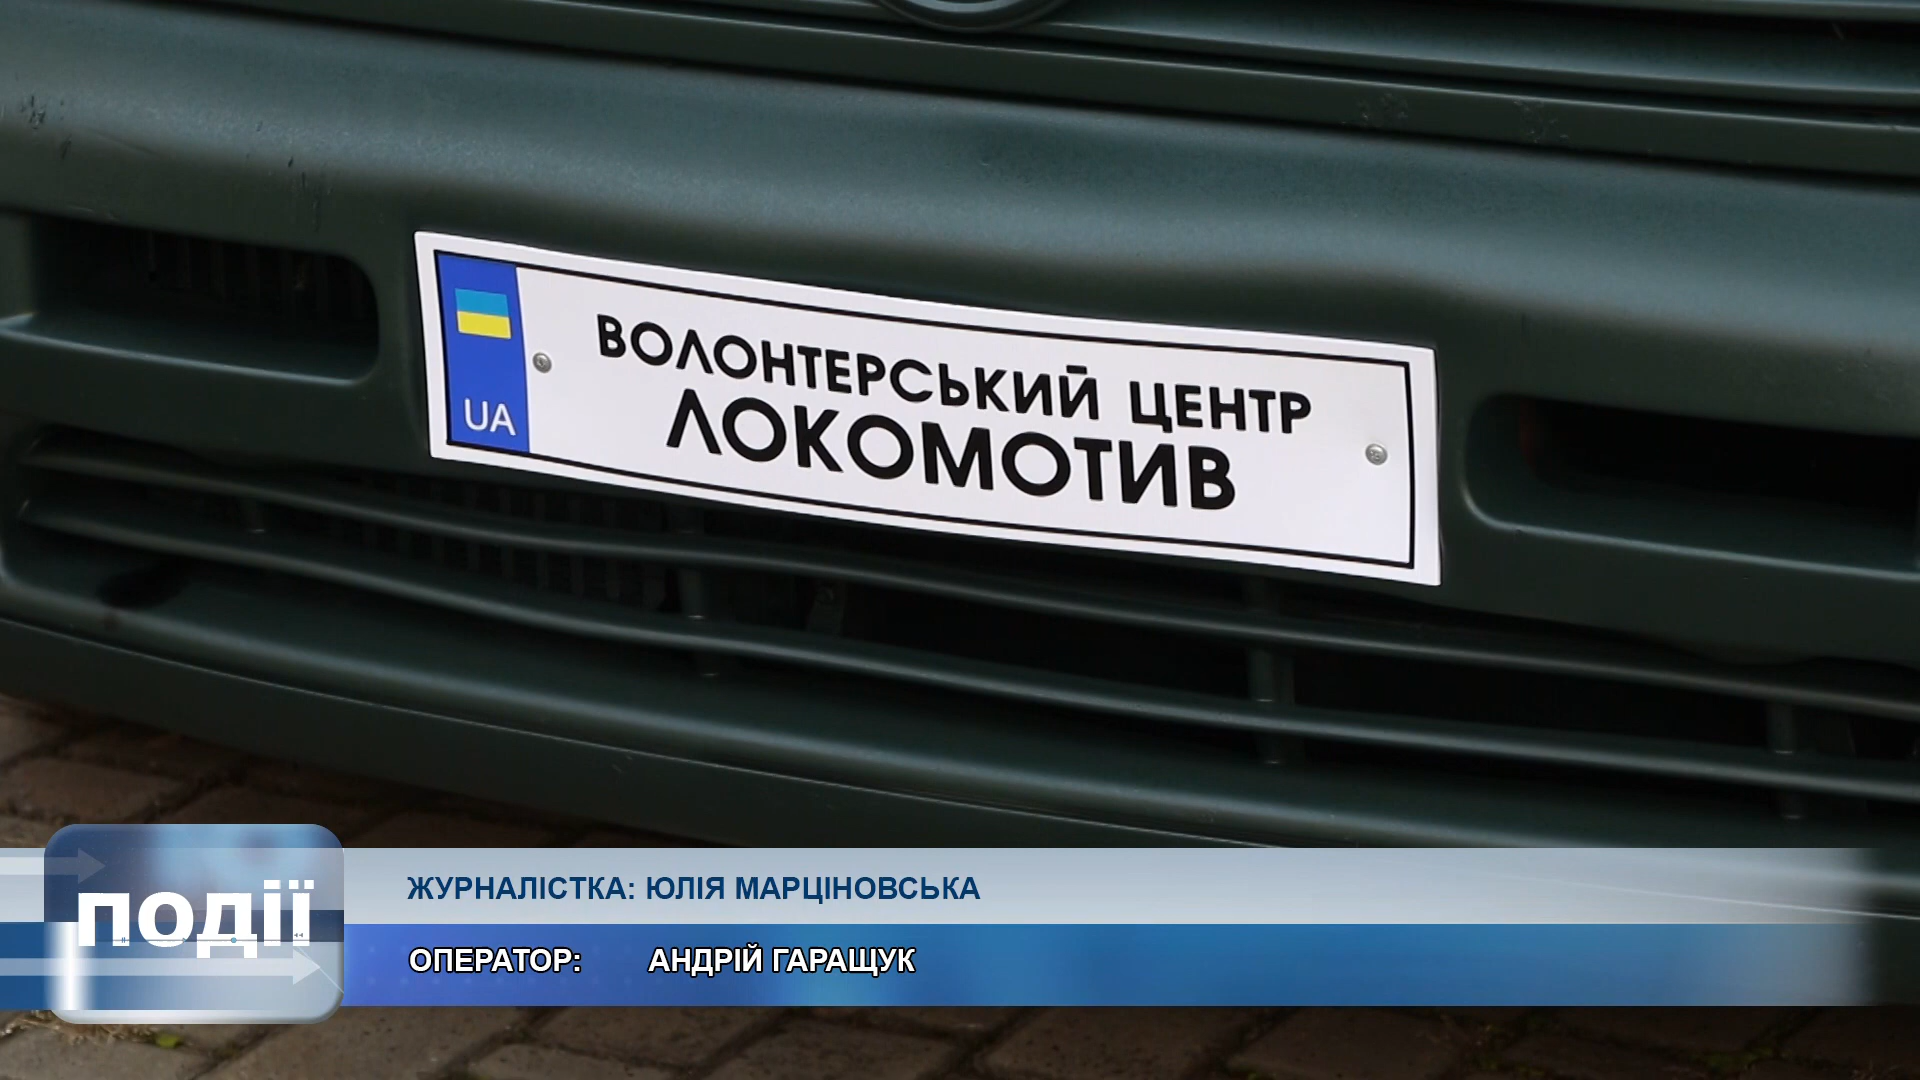 UA
ВОЛОНТЕРСЬКИЙ ЦЕНТР
ЛОКОМОТИВ
події
ЖУРНАЛІСТКА: ЮЛІЯ МАРЦІНОВСЬКА
ОПЕРАТОР: АНДРІЙ ГАРАЩУК